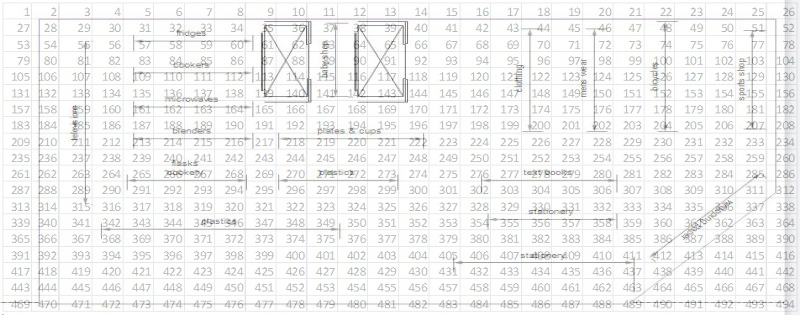 1 2 3 4 5 6 7 8 9 10 11 12 13 14 15 16 17 18 19 20 21 22 23 24 25 26
27 28 29 30 31 32 33 34 35 36 37 38 39 40 41 42 43 44 45 46 47 48 49 50 51 52
fridges
53 54 55 56 57 58 59 60 61 62 63 64 65 66 67 68 69 70 71 72 73 74 75 76 77 78
79 80 81 82 83 84 85 86 87 88 89 90 91 92 93 94 95 96 97 98 99 100 101 102 103 104
cookers
baby shop
clothing
mens wear
bicycles
sports shop
105 106 107 108 109 110 111 112 113 114 115 116 117 118 119 120 121 122 123 124 125 126 127 128 129 130
131 132 133 134 135 136 137 138 139 140 141 142 143 144 145 146 147 148 149 150 151 152 153 154 155 156
microwaves
157 158 159 160 161 162 163 164 165 166 167 168 169 170 171 172 173 174 175 176 177 178 179 180 181 182
183 184 185 186 187 188 189 190 191 192 193 194 195 196 197 198 199 200 201 202 203 204 205 206 207 208
blenders
plates & cups
209 210 211 212 213 214 215 216 217 218 219 220 221 222 223 224 225 226 227 228 229 230 231 232 233 234
235 236 237 238 239 240 241 242 243 244 245 246 247 248 249 250 251 252 253 254 255 256 257 258 259 260
flasks
cookery
plastics
text books
261 262 263 264 265 266 267 268 269 270 271 272 273 274 275 276 277 278 279 280 281 282 283 284 285 286
287 288 289 290 291 292 293 294 295 296 297 298 299 300 301 302 303 304 305 306 307 308 309 310 311 312
313 314 315 316 317 318 319 320 321 322 323 324 325 326 327 328 329 330 331 332 333 334 335 336 337 338
stationery
plastics
339 340 341 342 343 344 345 346 347 348 349 350 351 352 353 354 355 356 357 358 359 360 361 362 363 364
365 366 367 368 369 370 371 372 373 374 375 376 377 378 379 380 381 382 383 384 385 386 387 388 389 390
stationery
391 392 393 394 395 396 397 398 399 400 401 402 403 404 405 406 407 408 409 410 411 412 413 414 415 416
417 418 419 420 421 422 423 424 425 426 427 428 429 430 431 432 433 434 435 436 437 438 439 440 441 442
443 444 445 446 447 448 449 450 451 452 453 454 455 456 457 458 459 460 461 462 463 464 465 466 467 468
469 470 471 472 473 474 475 476 477 478 479 480 481 482 483 484 485 486 487 488 489 490 491 492 493 494